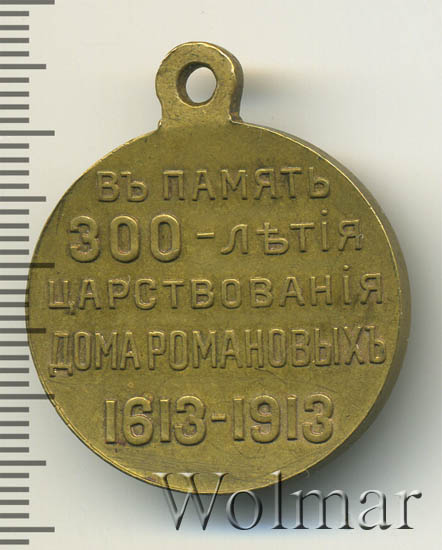 ВЪ ПАМЯТЬ
300-ЛѢТІЯ
ЦАРСТВОВАНІЯ
ДОМА РОМАНОВЫХЪ
1613-1913
Wolmar